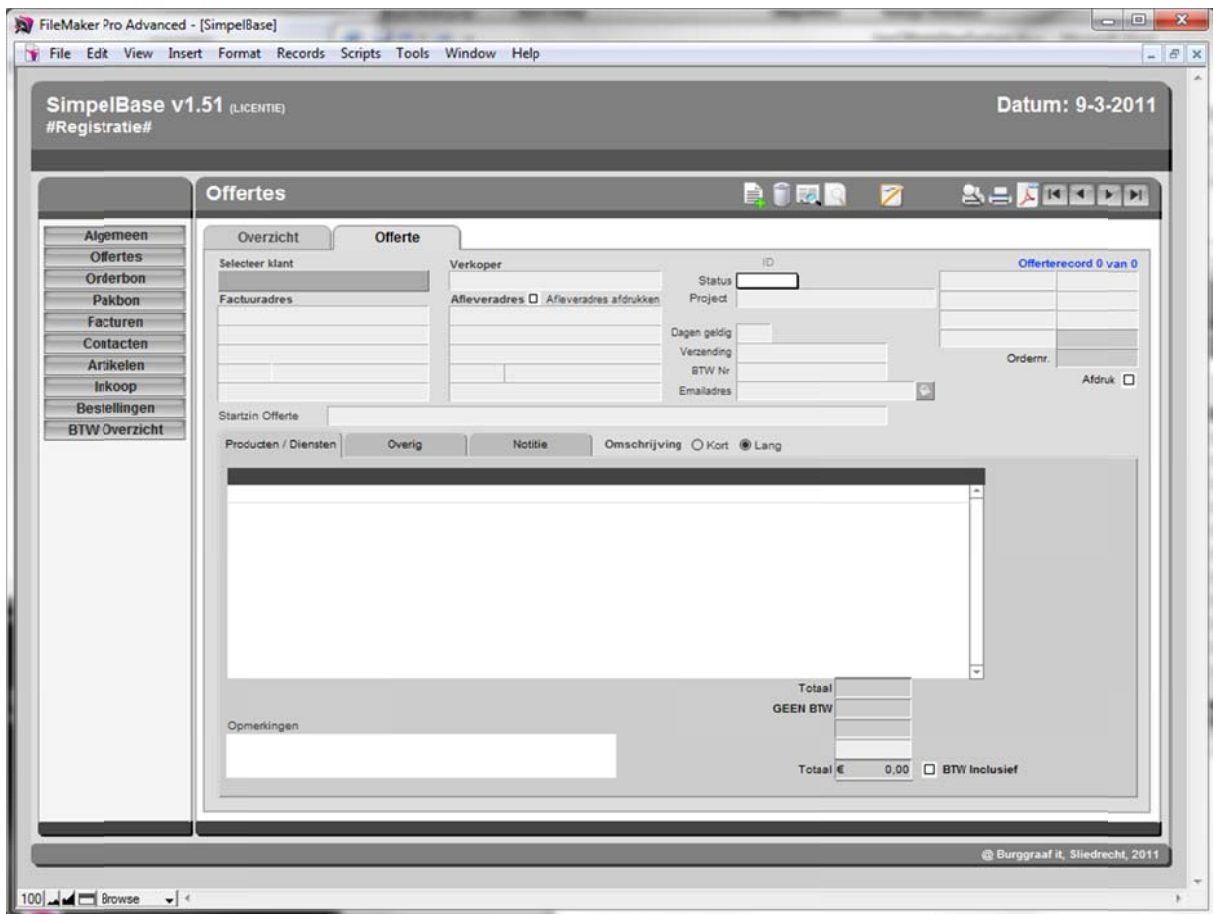 FileMaker Pro Advanced - [SimpelBase]
File Edit View Insert Format Records Scripts Tools Window Help
SimpelBase v1.51 (LICENTIE)
Datum: 9-3-2011
#Registratie#
Offertes
Algemeen
Offertes
Orderbon
Pakbon
Facturen
Contacten
Artikelen
Inkoop
Bestellingen
BTW Overzicht
Overzicht Offerte
Selecteer klant
Verkoper
ID
Offerterecord 0 van 0
Status
Factuuradres
Afleveradres Afleveradres afdrukken
Project
Dagen geldig
Verzending
Ordernr.
BTW Nr
Afdruk
Emailadres
Startzin Offerte
Producten / Diensten Overig Notitie Omschrijving Kort Lang
Totaal
GEEN BTW
Opmerkingen
Totaal € 0,00 BTW Inclusief
@ Burggraaf it, Sliedrecht, 2011
100 Browse